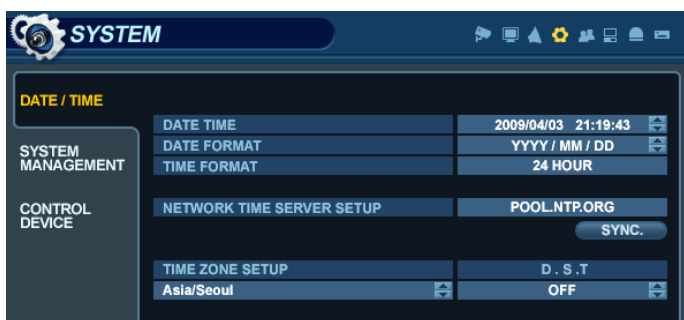 SYSTEM
DATE / TIME
DATE TIME 2009/04/03 21:19:43
DATE FORMAT YYYY / MM / DD
TIME FORMAT 24 HOUR
SYSTEM
MANAGEMENT
CONTROL
DEVICE
NETWORK TIME SERVER SETUP POOL.NTP.ORG
SYNC.
TIME ZONE SETUP D . S .T
Asia/Seoul OFF